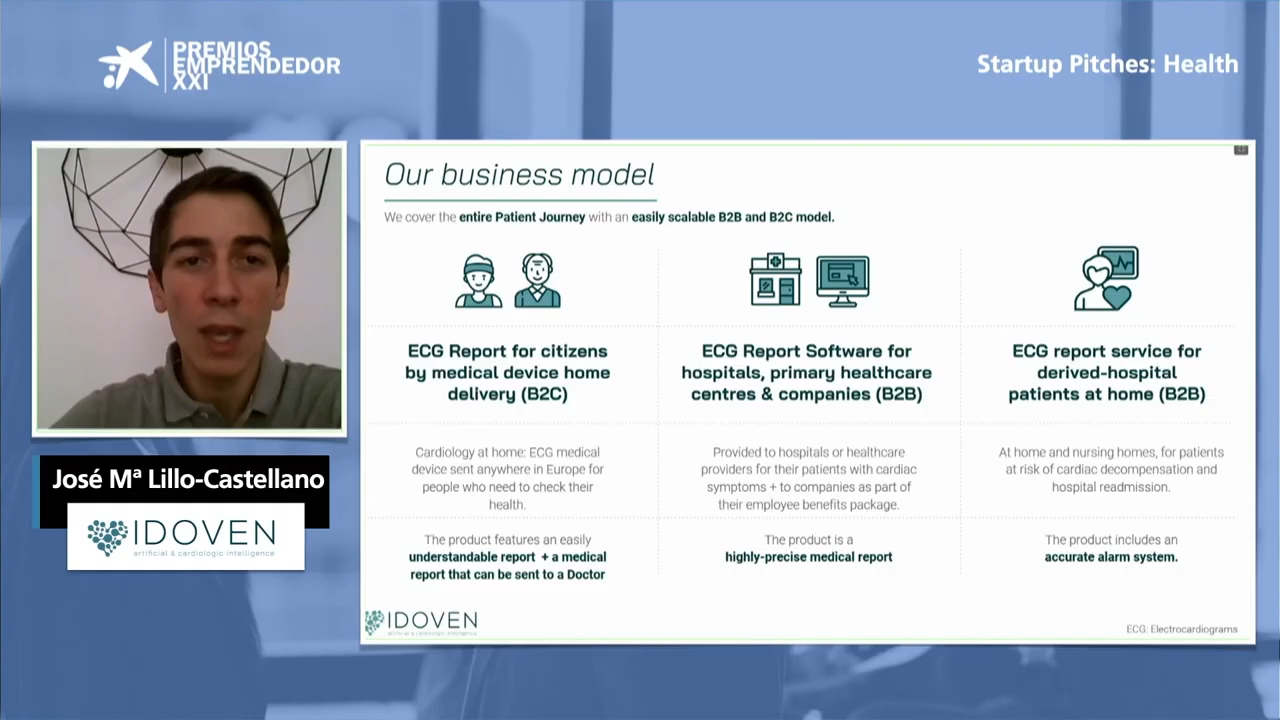 PREMIOS
EMPRENDEDOR
XXI
Startup Pitches: Health
Our business model
We cover the entire Patient Journey with an easily scalable B2B and B2C model.
ECG Report for citizens
by medical device home
delivery (B2C)
Cardiology at home: ECG medical
device sent anywhere in Europe for
people who need to check their
health.
The product features an easily
understandable report + a medical
report that can be sent to a Doctor
ECG Report Software for
hospitals, primary healthcare
centres & companies (B2B)
Provided to hospitals or healthcare
providers for their patients with cardiac
symptoms + to companies as part of
their employee benefits package.
The product is a
highly-precise medical report
ECG report service for
derived-hospital
patients at home (B2B)
At home and nursing homes, for patients
at risk of cardiac decompensation and
hospital readmission.
The product includes an
accurate alarm system.
IDOVEN
artificial & cardiologic intelligence
ECG: Electrocardiograms
José Mª Lillo-Castellano
IDOVEN
artificial & cardiologic intelligence